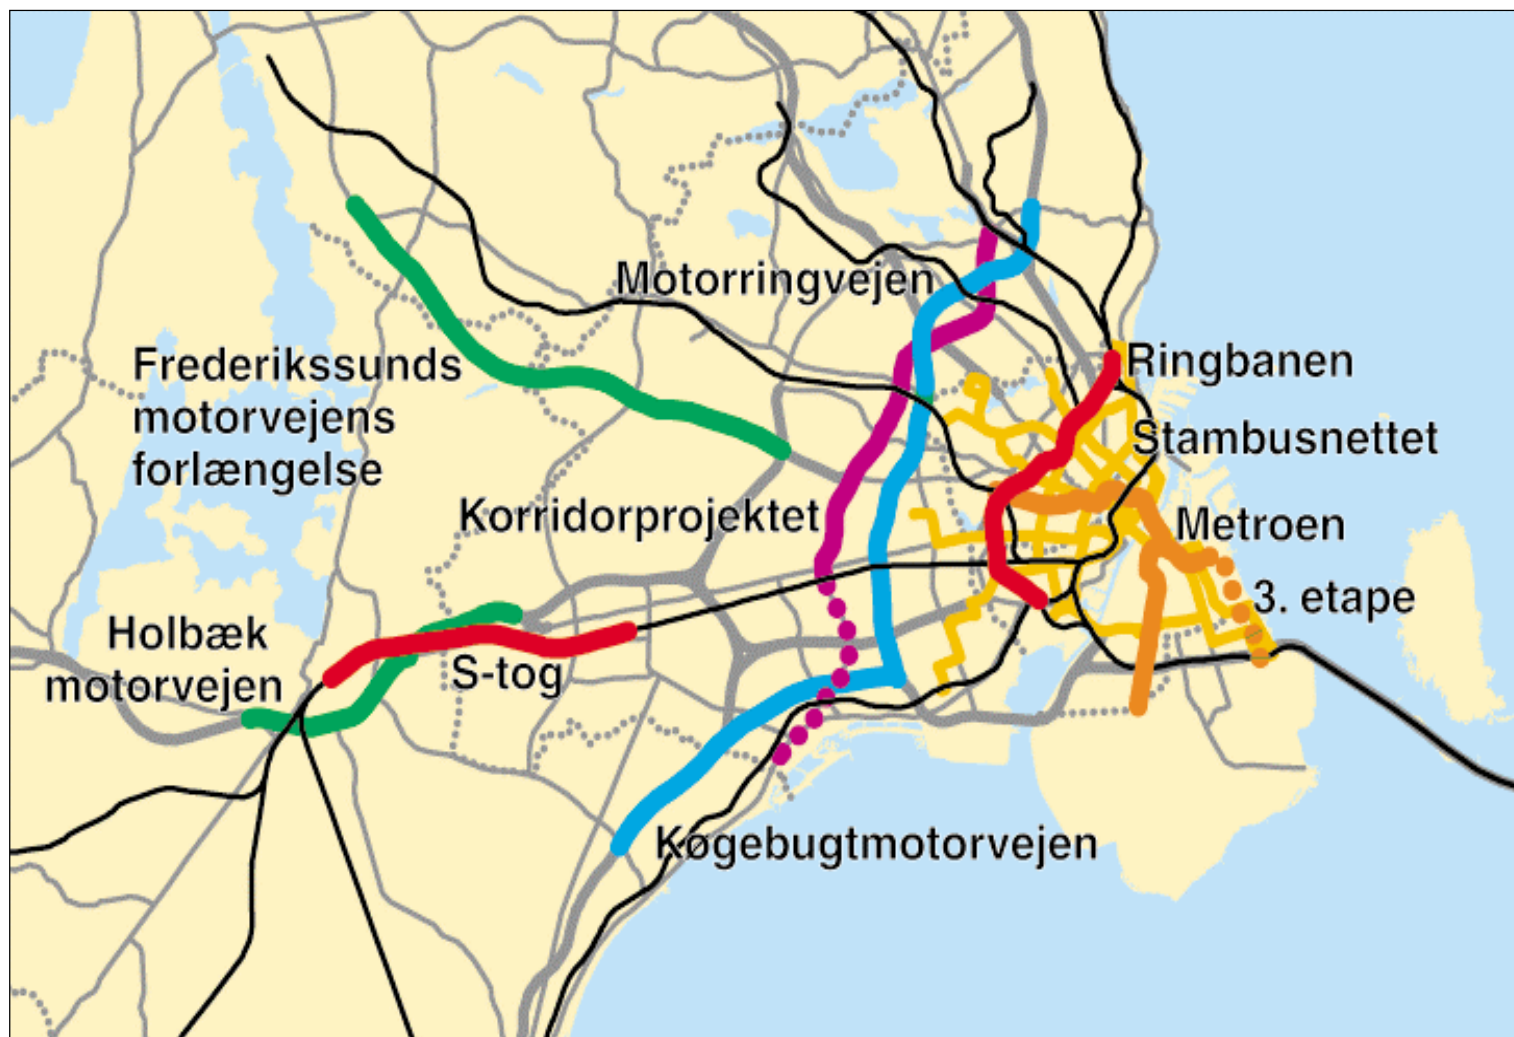 Motorringvejen
Frederikssunds
motorvejens
forlængelse
Ringbanen
Stambusnettet
Korridorprojektet
Metroen
3. etape
Holbæk
motorvejen
S-tog
Køgebugtmotorvejen